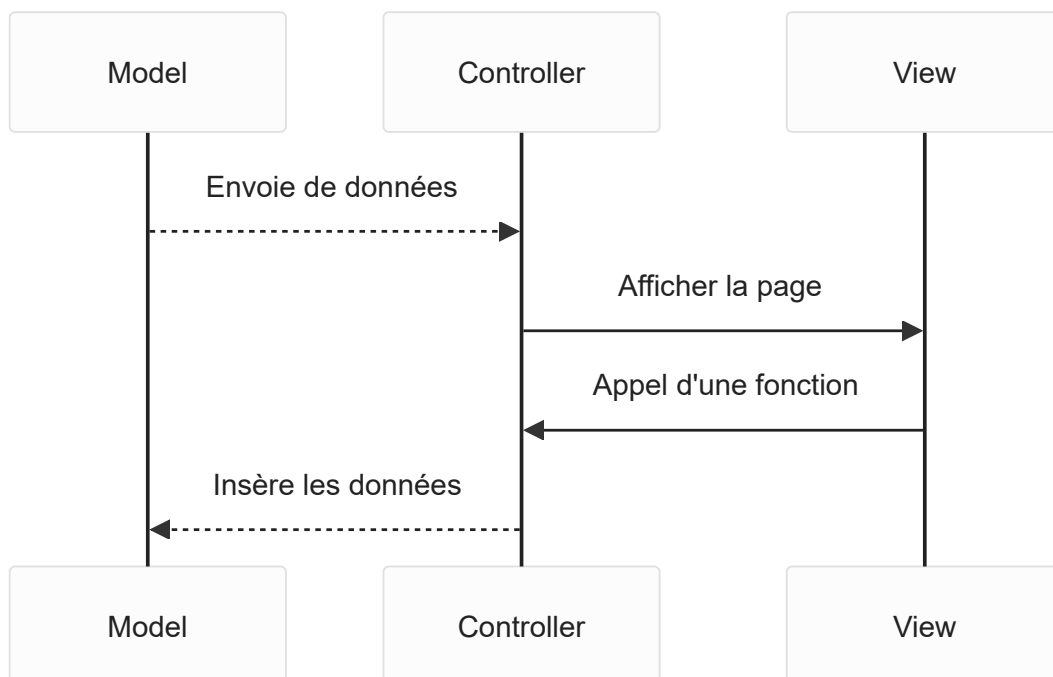 Model
Controller
View
Envoie de données
Afficher la page
Appel d'une fonction
Insère les données
Model
Controller
View